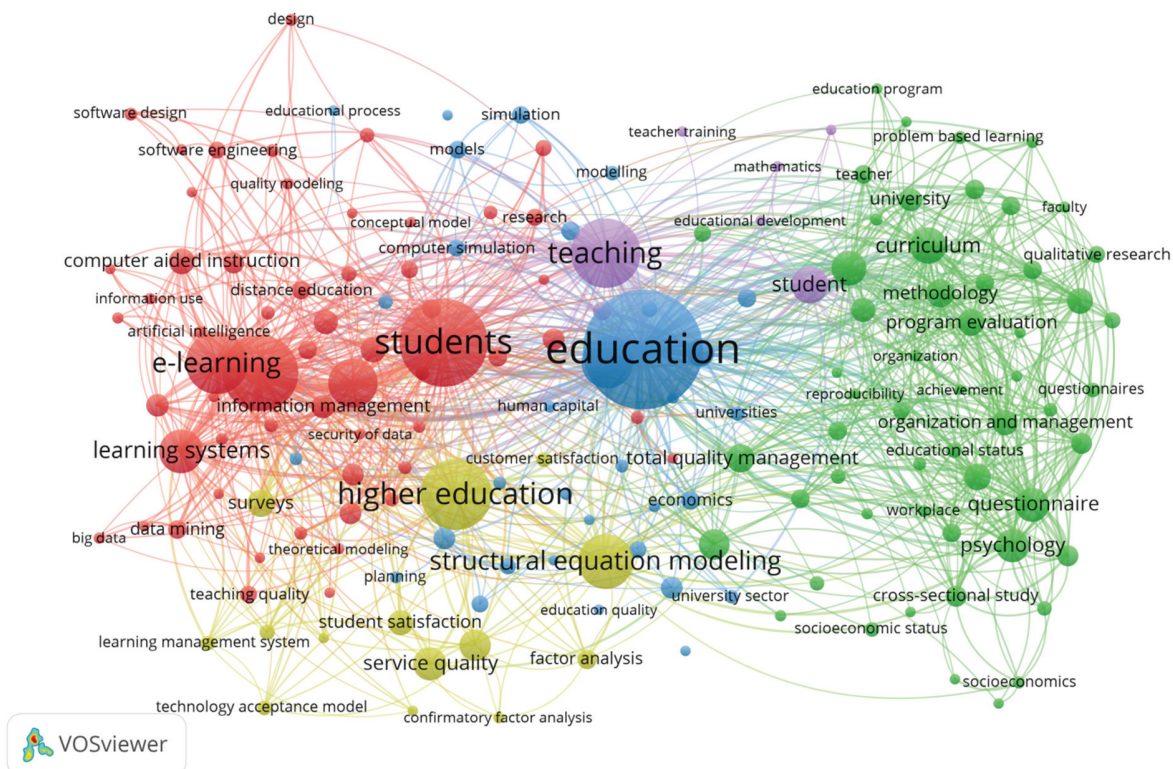 design
education program
software design
educational process
simulation
teacher training
problem based learning
software engineering
models
modelling
mathematics
teacher
quality modeling
university
faculty
conceptual model
research
educational development
computer simulation
teaching
curriculum
qualitative research
computer aided instruction
distance education
student
methodology
information use
artificial intelligence
program evaluation
students
education
e-learning
organization
reproducibility
achievement
questionnaires
information management
human capital
universities
security of data
organization and management
learning systems
customer satisfaction
total quality management
educational status
surveys
higher education
economics
workplace
questionnaire
big data
data mining
theoretical modeling
structural equation modeling
psychology
planning
teaching quality
education quality
university sector
cross-sectional study
learning management system
student satisfaction
socioeconomic status
service quality
factor analysis
socioeconomics
technology acceptance model
confirmatory factor analysis
VOSviewer